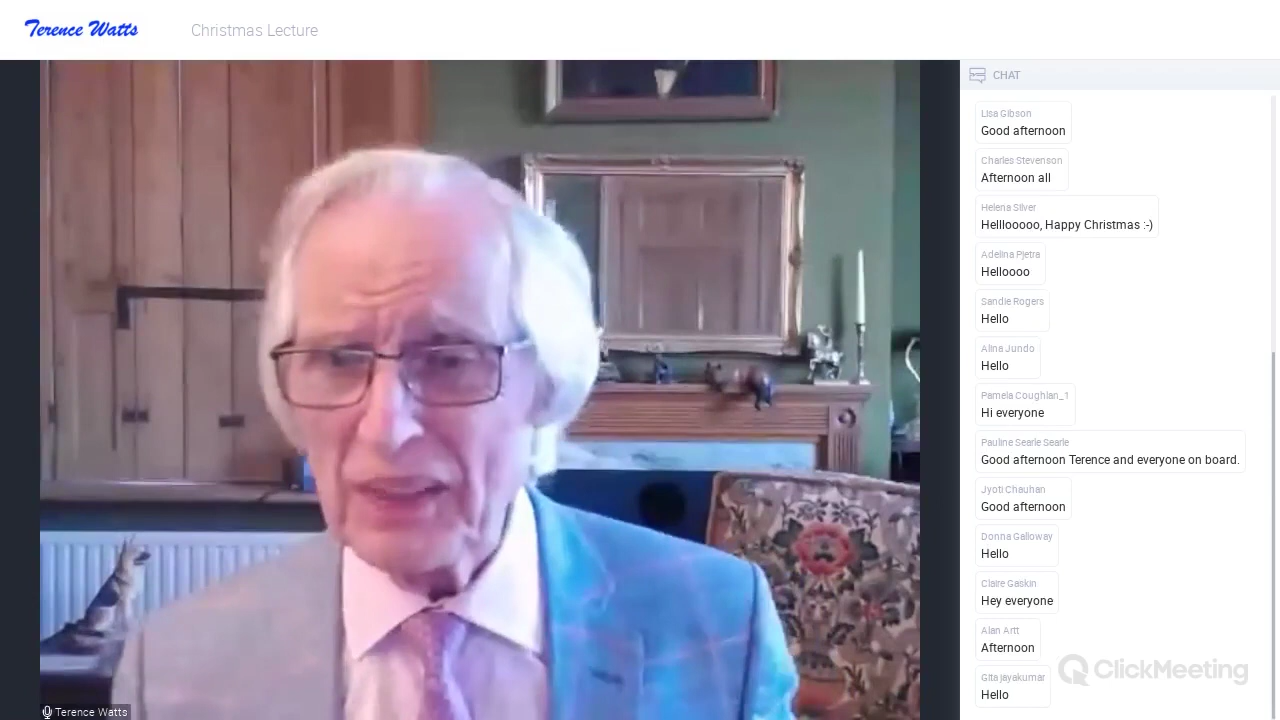 Terence Watts
Christmas Lecture
CHAT
Lisa Gibson
Good afternoon
Charles Stevenson
Afternoon all
Helena Silver
Helllooooo, Happy Christmas :-)
Adelina Pjetra
Helloooo
Sandie Rogers
Hello
Alina Jundo
Hello
Pamela Coughlan_1
Hi everyone
Pauline Searle Searle
Good afternoon Terence and everyone on board.
Jyoti Chauhan
Good afternoon
Donna Galloway
Hello
Claire Gaskin
Hey everyone
Alan Artt
Afternoon
Gita jayakumar
Hello
ClickMeeting
Terence Watts